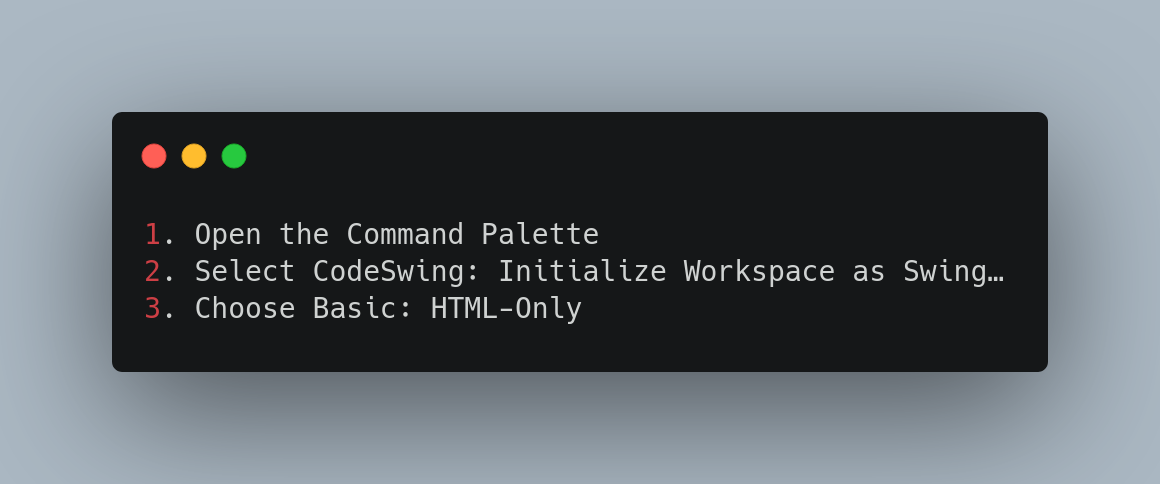 1. Open the Command Palette
2. Select CodeSwing: Initialize Workspace as Swing…
3. Choose Basic: HTML-Only